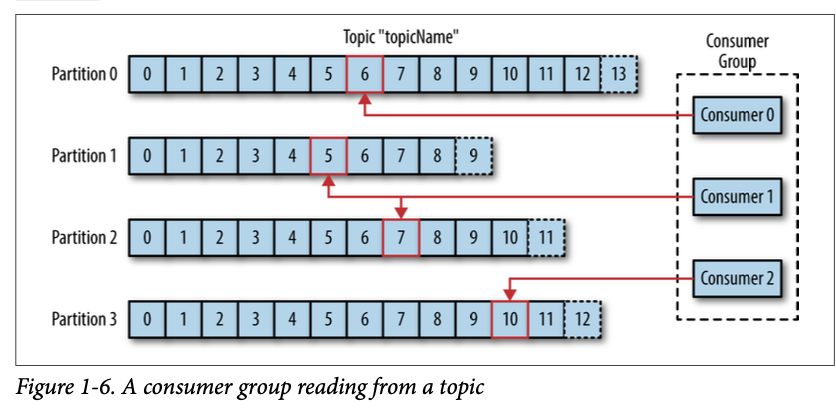 Topic "topicName"
Consumer
Group
Partition 0
0 1 2 3 4 5 6 7 8 9 10 11 12 13
Consumer 0
Partition 1
0 1 2 3 4 5 6 7 8 9
Consumer 1
Partition 2
0 1 2 3 4 5 6 7 8 9 10 11
Consumer 2
Partition 3
0 1 2 3 4 5 6 7 8 9 10 11 12
Figure 1-6. A consumer group reading from a topic